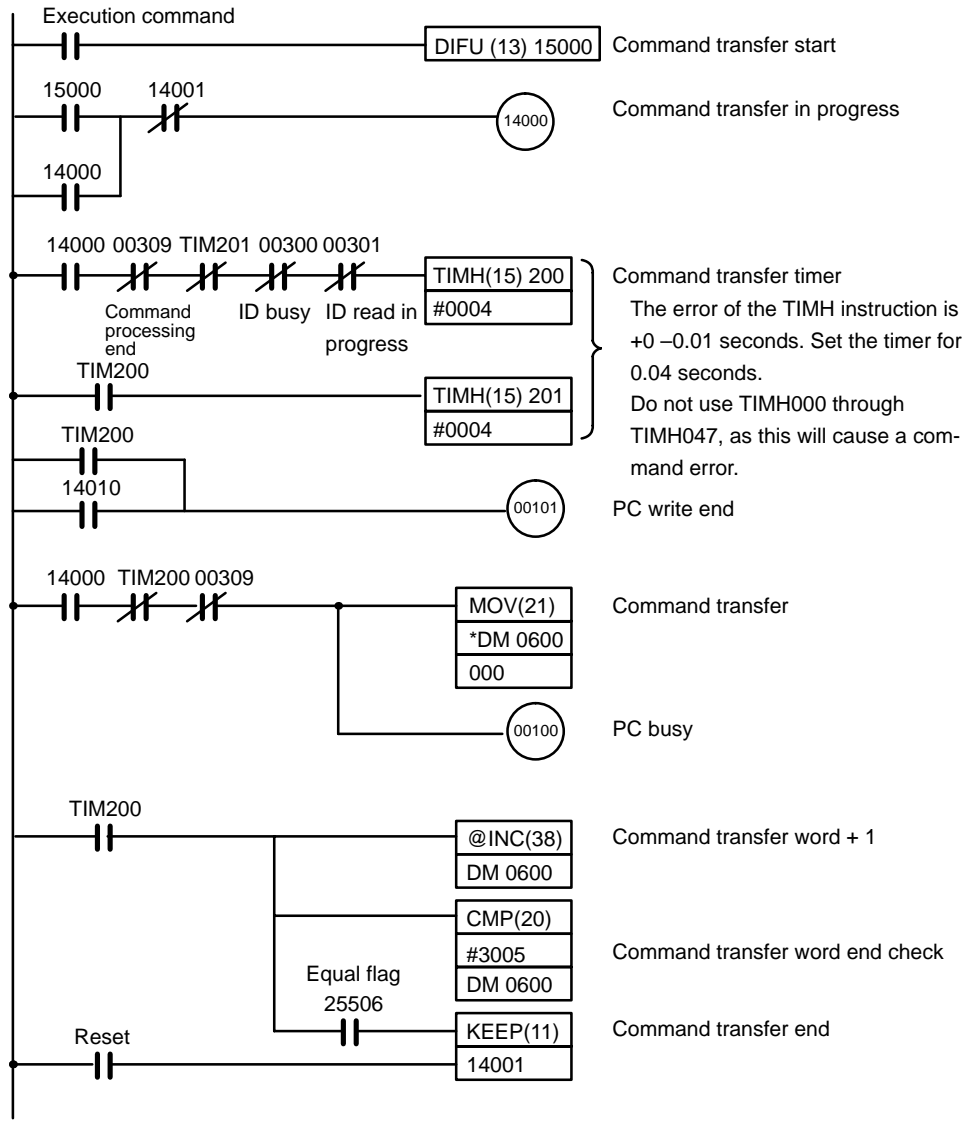 Execution command
DIFU (13) 15000 Command transfer start
15000 14001
14000 Command transfer in progress
14000
14000 00309 TIM201 00300 00301
TIMH(15) 200
#0004
Command
processing
end
ID busy
ID read in
progress
Command transfer timer
The error of the TIMH instruction is
+0 –0.01 seconds. Set the timer for
0.04 seconds.
Do not use TIMH000 through
TIMH047, as this will cause a com-
mand error.
TIM200
TIMH(15) 201
#0004
TIM200
14010
00101 PC write end
14000 TIM200 00309
MOV(21) Command transfer
*DM 0600
000
00100 PC busy
TIM200
@INC(38) Command transfer word + 1
DM 0600
CMP(20)
#3005 Command transfer word end check
DM 0600
Equal flag
25506
KEEP(11) Command transfer end
Reset
14001